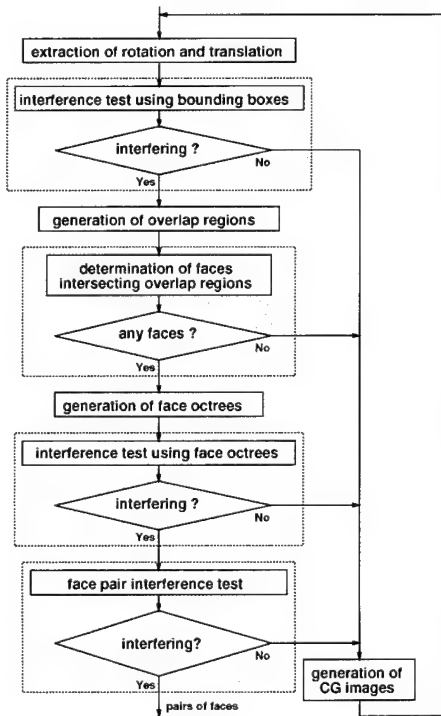 extraction of rotation and translation
interference test using bounding boxes
interfering ?
No
Yes
generation of overlap regions
determination of faces
intersecting overlap regions
any faces ?
No
Yes
generation of face octrees
interference test using face octrees
interfering ?
No
Yes
face pair interference test
interfering?
No
Yes
generation of
CG images
pairs of faces